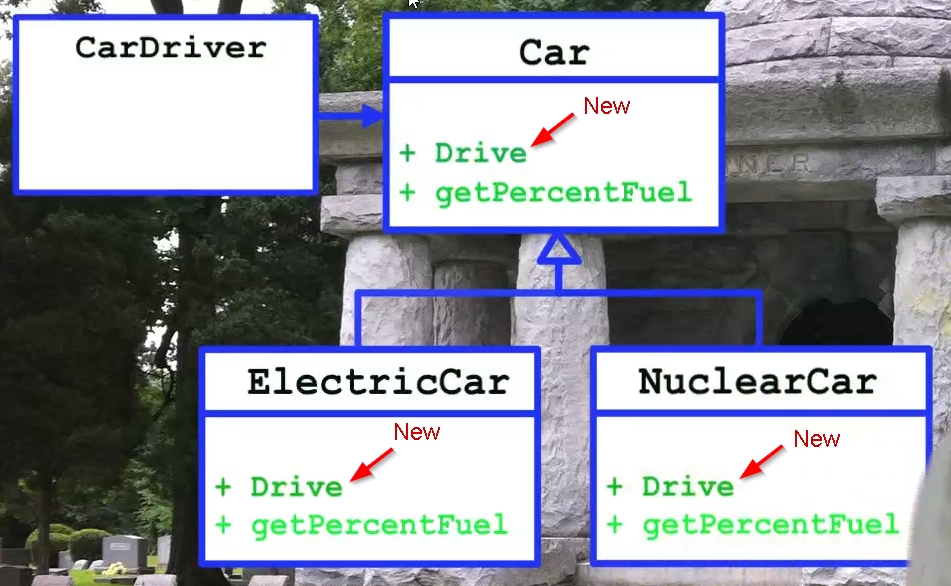 CarDriver
Car
New
+ Drive
+ getPercentFuel
ElectricCar
New
+ Drive
+ getPercentFuel
NuclearCar
New
+ Drive
+ getPercentFuel